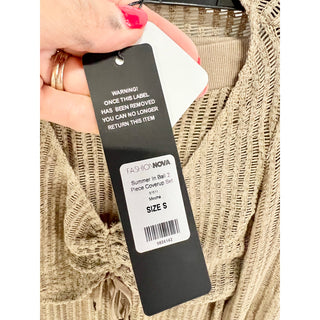 WARNING!
ONCE THIS LABEL
HAS BEEN REMOVED
YOU CAN NO LONGER
RETURN THIS ITEM
FASHIONNOVA
Summer In Bali 2
Piece Coverup Set
SIZE S